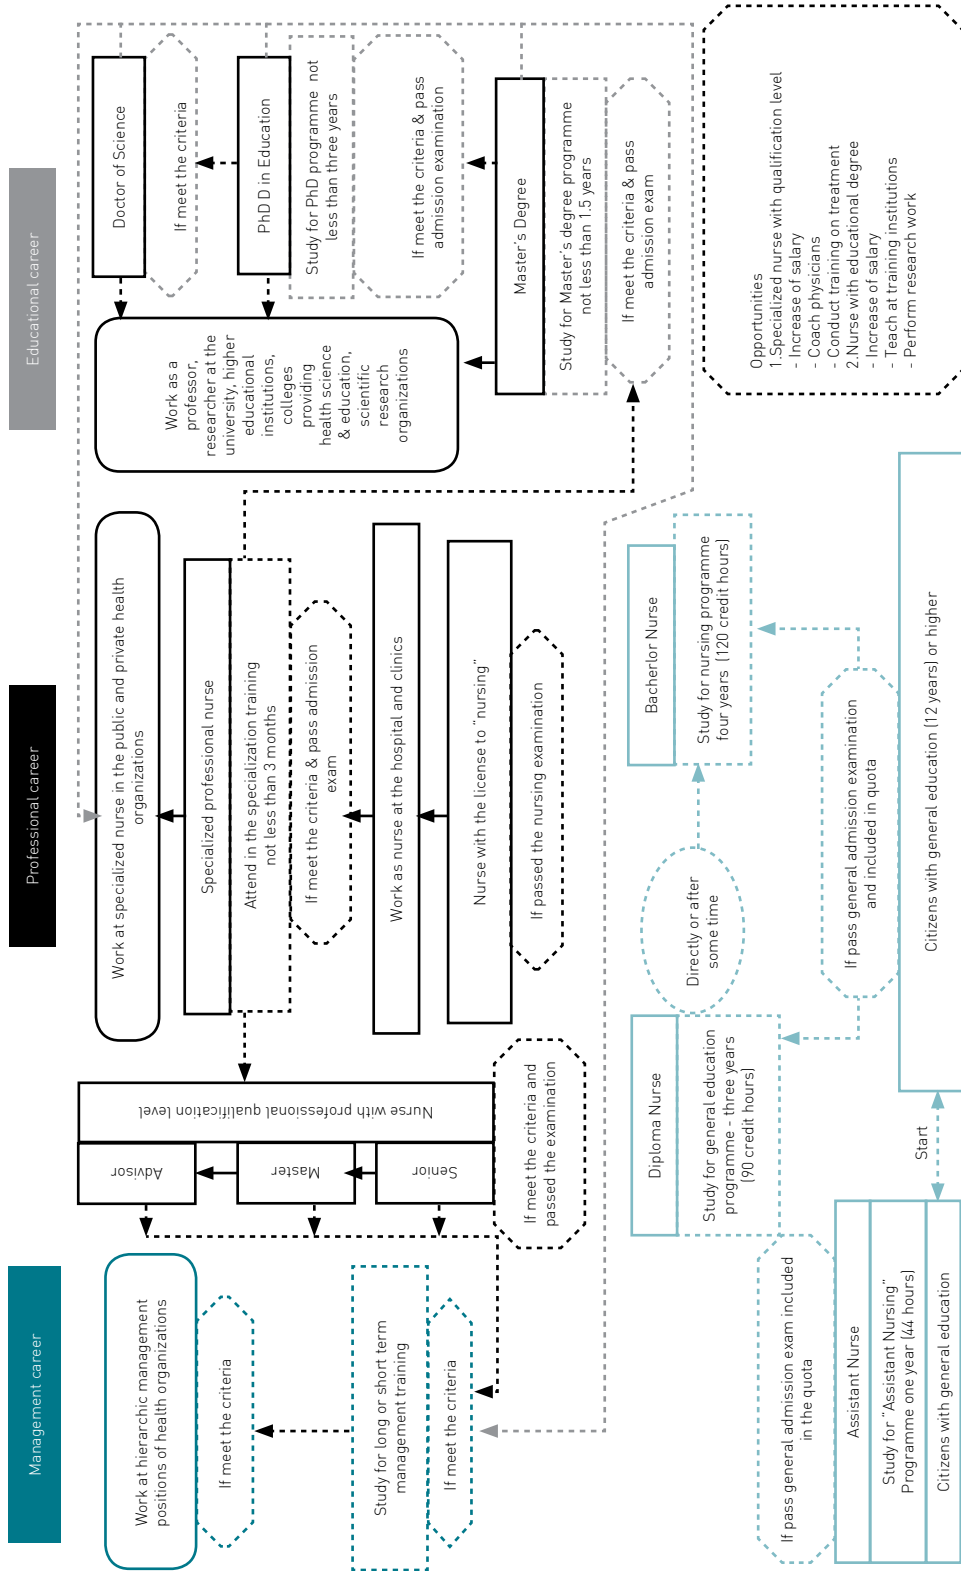 Management career
Professional career
Educational career
Work at hierarchic management
positions of health organizations
If meet the criteria
Study for long or short term
management training
If meet the criteria
Advisor
Master
Senior
Nurse with professional qualification level
If meet the criteria and
passed the examination
Work at specialized nurse in the public and private health
organizations
Specialized professional nurse
Attend in the specialization training
not less than 3 months
If meet the criteria & pass admission
exam
Work as nurse at the hospital and clinics
Nurse with the license to “nursing”
If passed the nursing examination
Doctor of Science
If meet the criteria
PhD D in Education
Study for PhD programme not
less than three years
If meet the criteria & pass
admission examination
Master's Degree
Study for Master's degree programme
not less than 1.5 years
If meet the criteria & pass
admission exam
Work as a
professor,
researcher at the
university, higher
educational
institutions,
colleges
providing
health science
& education,
scientific
research
organizations
Diploma Nurse
Study for general education
programme - three years
(90 credit hours)
Directly or after
some time
Bacherlor Nurse
Study for nursing programme
four years (120 credit hours)
If pass general admission exam included
in the quota
If pass general admission examination
and included in quota
Assistant Nurse
Study for “Assistant Nursing”
Programme one year (44 hours)
Citizens with general education
Start
Citizens with general education (12 years) or higher
Opportunities
1.Specialized nurse with qualification level
- Increase of salary
- Coach physicians
- Conduct training on treatment
2.Nurse with educational degree
- Increase of salary
- Teach at training institutions
- Perform research work